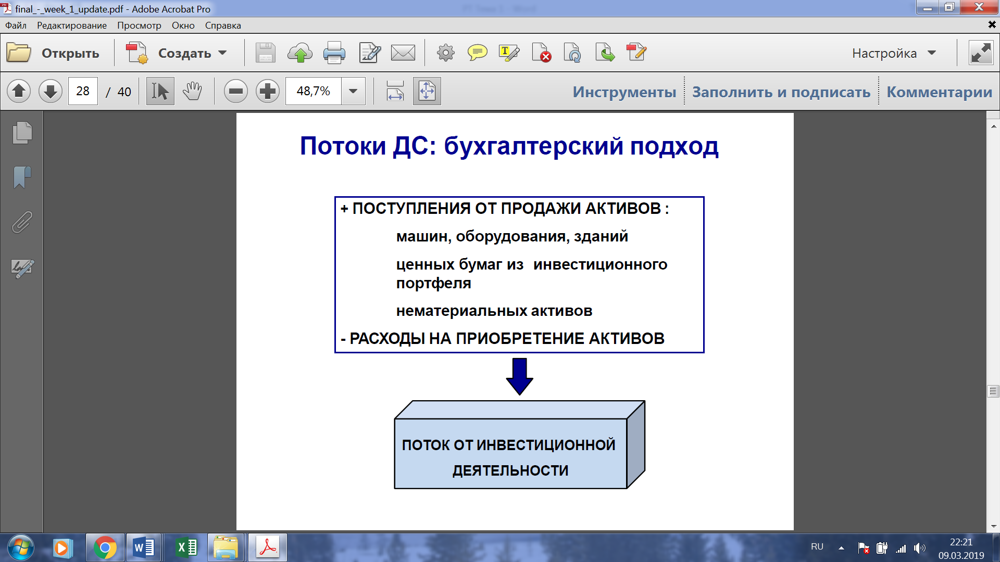 final_-_week_1_update.pdf - Adobe Acrobat Pro
Файл Редактирование Просмотр Окно Справка
Открыть Создать Настройка
28 / 40 48,7% Инструменты Заполнить и подписать Комментарии
Потоки ДС: бухгалтерский подход
+ ПОСТУПЛЕНИЯ ОТ ПРОДАЖИ АКТИВОВ :
машин, оборудования, зданий
ценных бумаг из инвестиционного
портфеля
нематериальных активов
- РАСХОДЫ НА ПРИОБРЕТЕНИЕ АКТИВОВ
ПОТОК ОТ ИНВЕСТИЦИОННОЙ
ДЕЯТЕЛЬНОСТИ
RU
22:21
09.03.2019